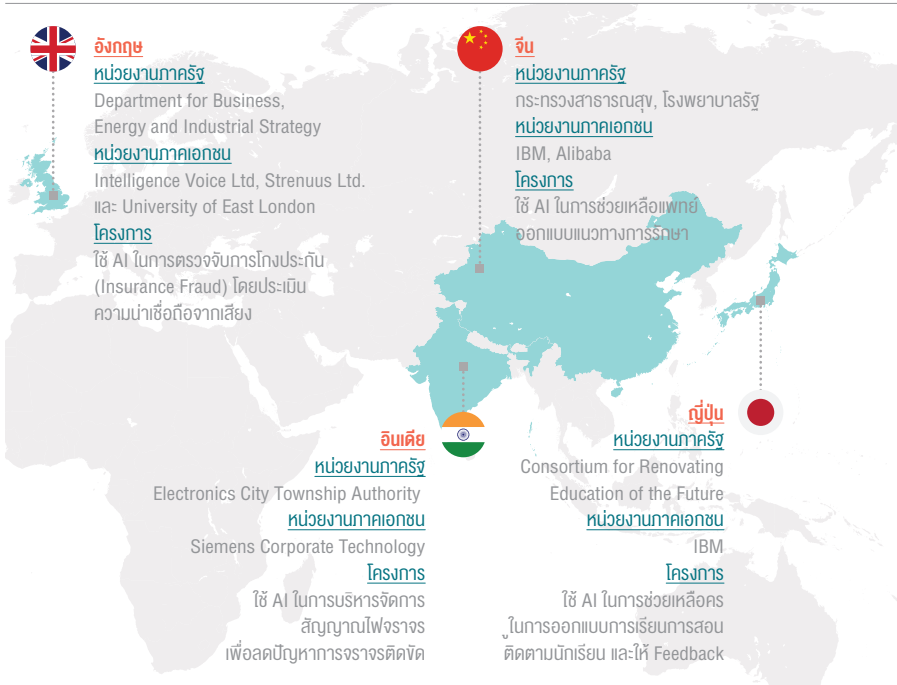 อังกฤษ
หน่วยงานภาครัฐ
Department for Business,
Energy and Industrial Strategy
หน่วยงานภาคเอกชน
Intelligence Voice Ltd, Strenuus Ltd.
และ University of East London
โครงการ
ใช้ AI ในการตรวจจับการโกงประกัน
(Insurance Fraud) โดยประเมิน
ความน่าเชื่อถือจากเสียง
จีน
หน่วยงานภาครัฐ
กระทรวงสาธารณสุข, โรงพยาบาลรัฐ
หน่วยงานภาคเอกชน
IBM, Alibaba
โครงการ
ใช้ AI ในการช่วยเหลือแพทย์
ออกแบบแนวทางการรักษา
อินเดีย
หน่วยงานภาครัฐ
Electronics City Township Authority
หน่วยงานภาคเอกชน
Siemens Corporate Technology
โครงการ
ใช้ AI ในการบริหารจัดการ
สัญญาณไฟจราจร
เพื่อลดปัญหาการจราจรติดขัด
ญี่ปุ่น
หน่วยงานภาครัฐ
Consortium for Renovating
Education of the Future
หน่วยงานภาคเอกชน
IBM
โครงการ
ใช้ AI ในการช่วยเหลือคร
ูในการออกแบบการเรียนการสอน
ติดตามนักเรียน และให้ Feedback